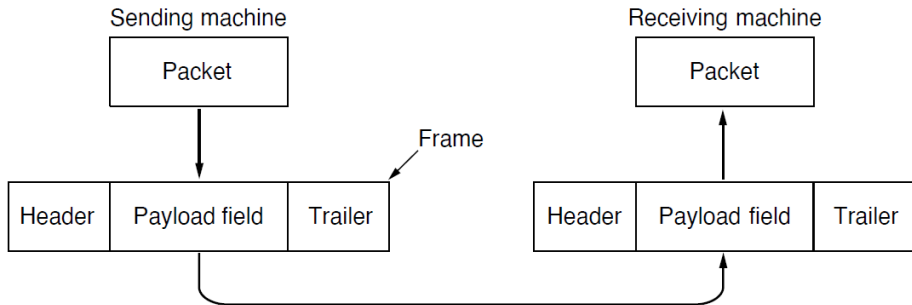 Sending machine
Receiving machine
Packet
Packet
Frame
Header
Payload field
Trailer
Header
Payload field
Trailer